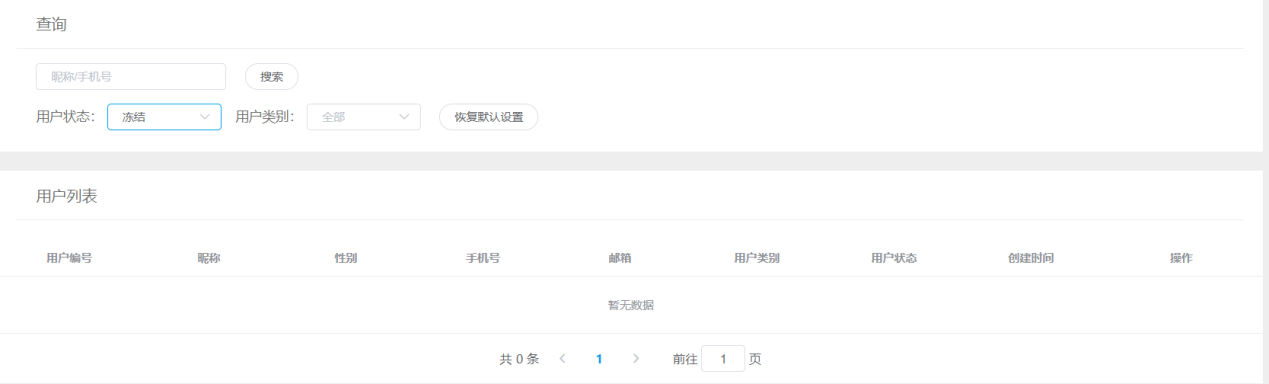 查询
昵称/手机号 搜索
用户状态： 冻结 用户类别： 全部 恢复默认设置
用户列表
用户编号 昵称 性别 手机号 邮箱 用户类别 用户状态 创建时间 操作
暂无数据
共 0 条 1 前往 1 页